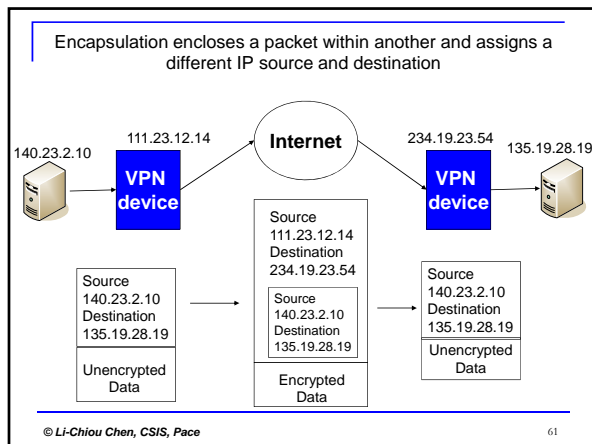 Encapsulation encloses a packet within another and assigns a
different IP source and destination
140.23.2.10
111.23.12.14
Internet
234.19.23.54
135.19.28.19
VPN
device
VPN
device
Source
140.23.2.10
Destination
135.19.28.19
Unencrypted
Data
Source
111.23.12.14
Destination
234.19.23.54
Source
140.23.2.10
Destination
135.19.28.19
Encrypted
Data
Source
140.23.2.10
Destination
135.19.28.19
Unencrypted
Data
© Li-Chiou Chen, CSIS, Pace
61